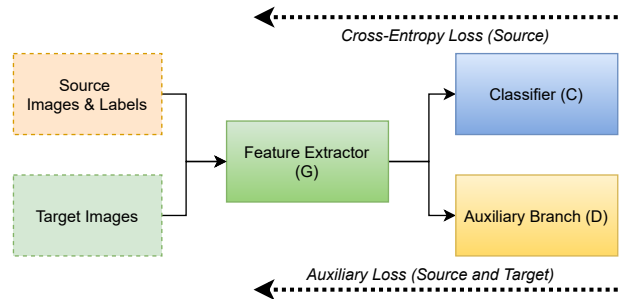 Cross-Entropy Loss (Source)
Source
Images & Labels
Classifier (C)
Feature Extractor
(G)
Target Images
Auxiliary Branch (D)
Auxiliary Loss (Source and Target)